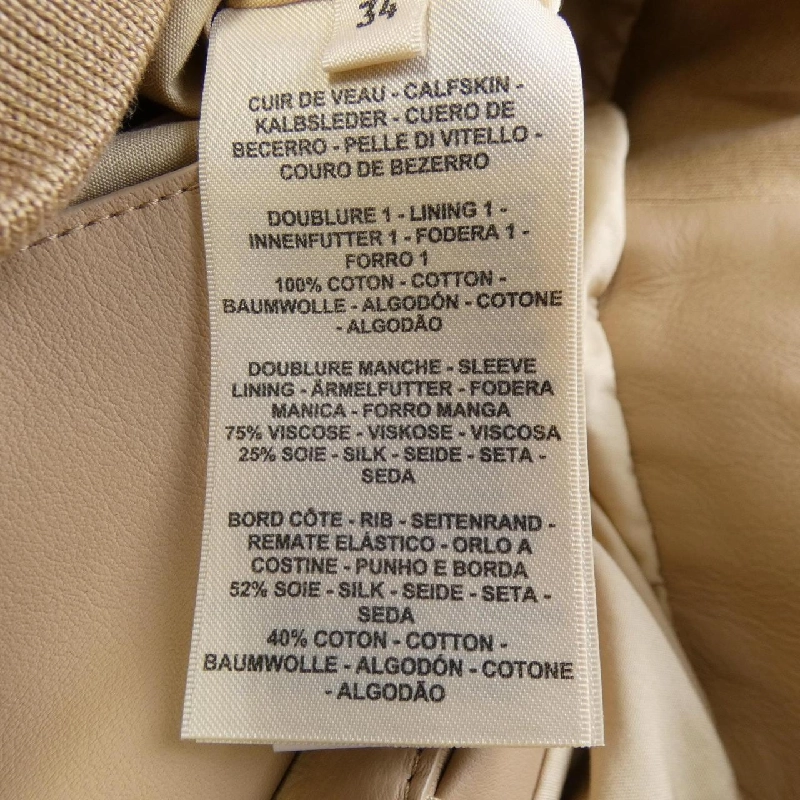 34
CUIR DE VEAU - CALFSKIN -
KALBSLEDER - CUERO DE
BECERRO - PELLE DI VITELLO -
COURO DE BEZERRO
DOUBLURE 1 - LINING 1 -
INNENFUTTER 1 - FODERA 1 -
FORRO 1
100% COTON - COTTON -
BAUMWOLLE - ALGODÓN - COTONE
- ALGODÃO
DOUBLURE MANCHE - SLEEVE
LINING - ÄRMELFUTTER - FODERA
MANICA - FORRO MANGA
75% VISCOSE - VISKOSE - VISCOSA
25% SOIE - SILK - SEIDE - SETA -
SEDA
BORD CÔTE - RIB - SEITENRAND -
REMATE ELÁSTICO - ORLO A
COSTINE - PUNHO E BORDA
52% SOIE - SILK - SEIDE - SETA -
SEDA
40% COTON - COTTON -
BAUMWOLLE - ALGODÓN - COTONE
- ALGODÃO